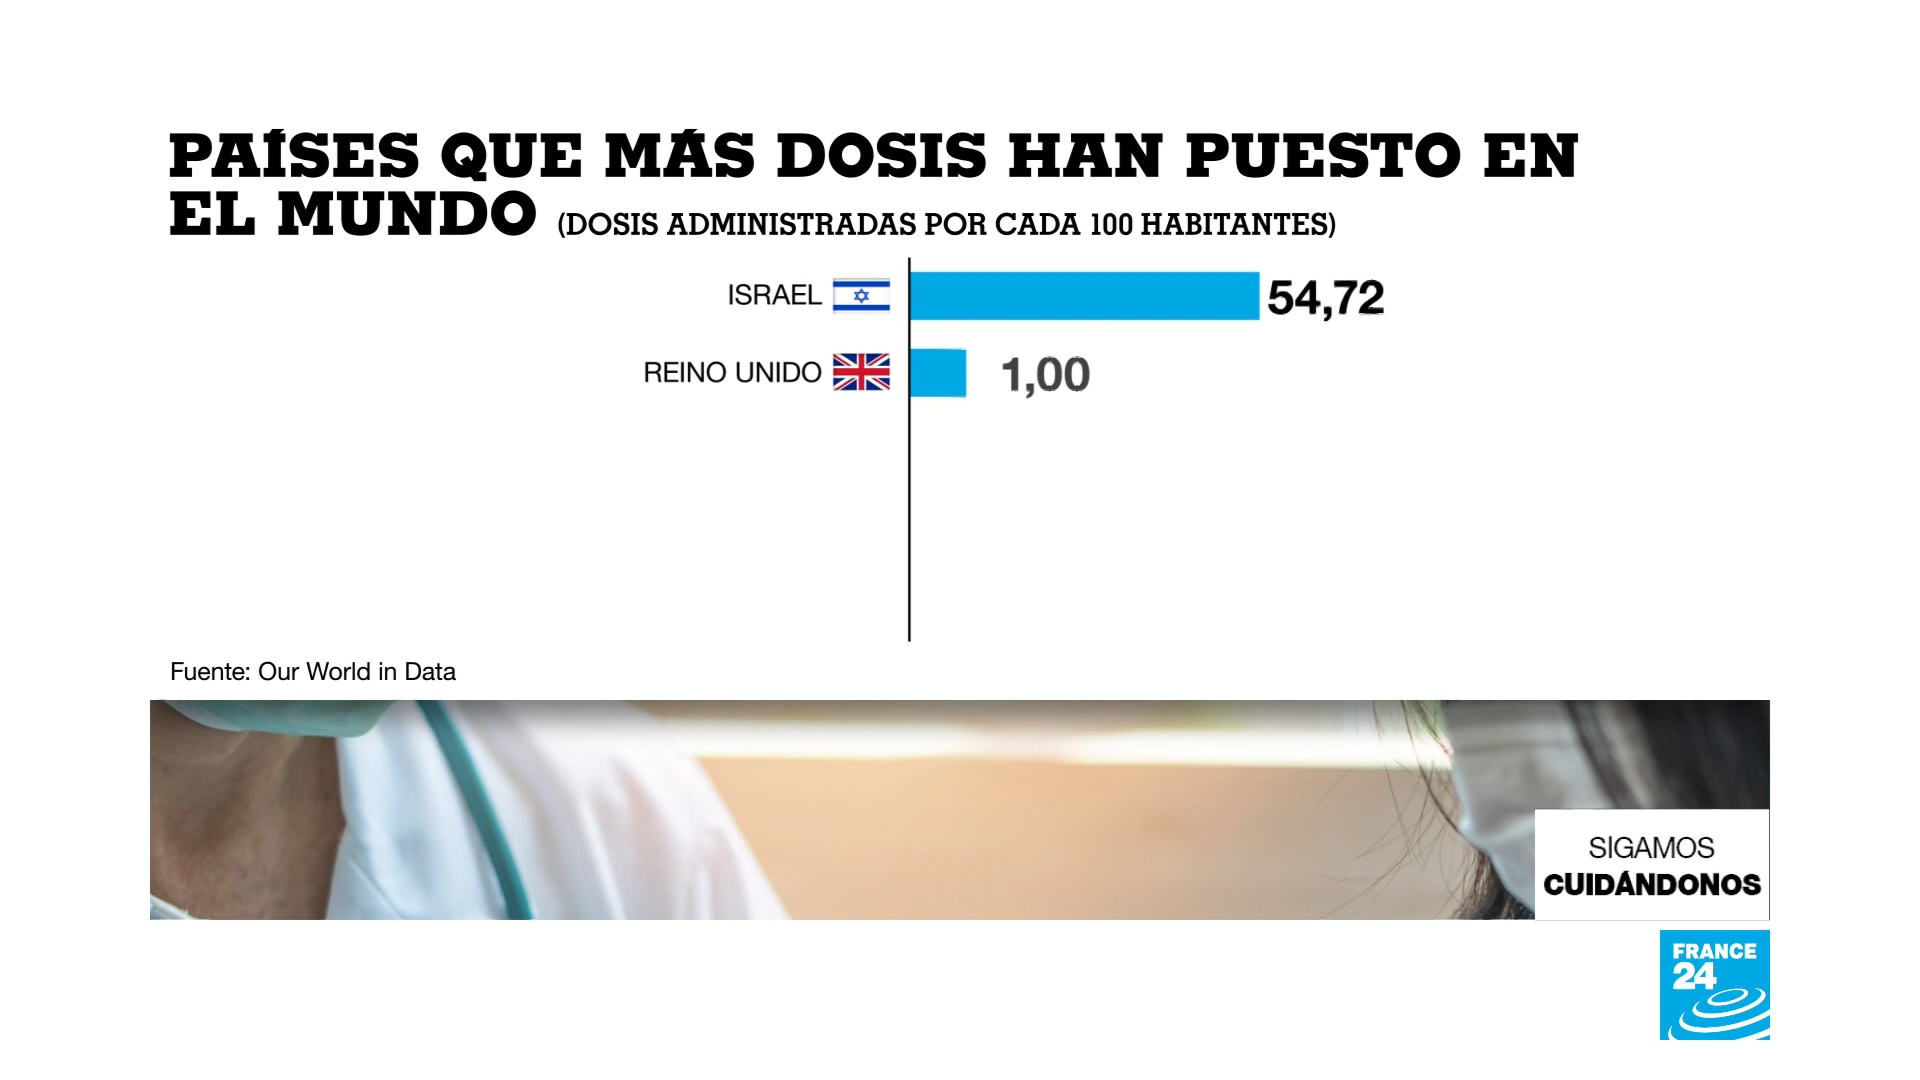 PAÍSES QUE MÁS DOSIS HAN PUESTO EN
EL MUNDO (DOSIS ADMINISTRADAS POR CADA 100 HABITANTES)
ISRAEL 54,72
REINO UNIDO 1,00
Fuente: Our World in Data
SIGAMOS
CUIDÁNDONOS
FRANCE
24